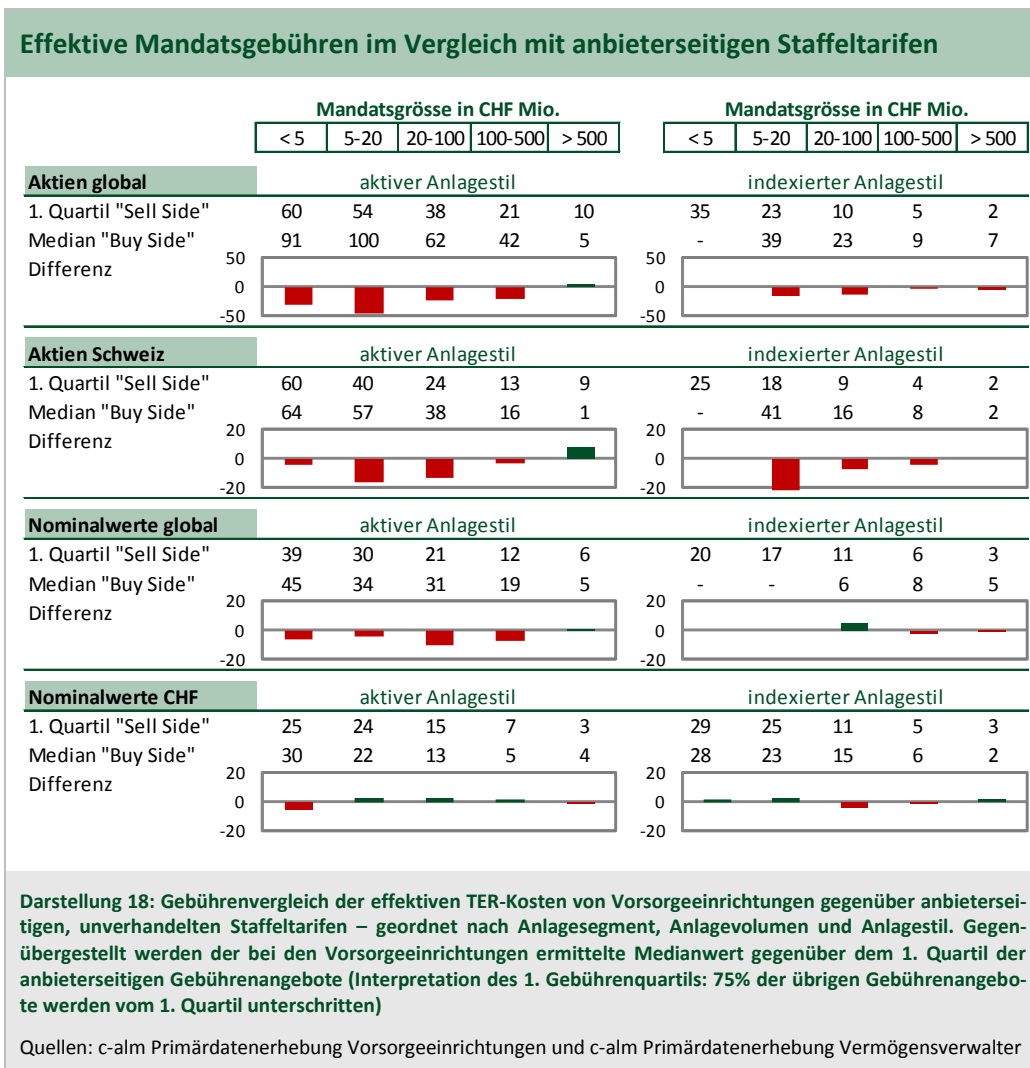 Effektive Mandatsgebühren im Vergleich mit anbieterseitigen Staffeltarifen
Mandatsgrösse in CHF Mio. Mandatsgrösse in CHF Mio.
< 5 5-20 20-100 100-500 > 500 < 5 5-20 20-100 100-500 > 500
Aktien global aktiver Anlagestil indexierter Anlagestil
1. Quartil "Sell Side" 60 54 38 21 10 35 23 10 5 2
Median "Buy Side" 91 100 62 42 5 - 39 23 9 7
Differenz 50 50
0 0
-50 -50
Aktien Schweiz aktiver Anlagestil indexierter Anlagestil
1. Quartil "Sell Side" 60 40 24 13 9 25 18 9 4 2
Median "Buy Side" 64 57 38 16 1 - 41 16 8 2
Differenz 20 20
0 0
-20 -20
Nominalwerte global aktiver Anlagestil indexierter Anlagestil
1. Quartil "Sell Side" 39 30 21 12 6 20 17 11 6 3
Median "Buy Side" 45 34 31 19 5 - - 6 8 5
Differenz 20 20
0 0
-20 -20
Nominalwerte CHF aktiver Anlagestil indexierter Anlagestil
1. Quartil "Sell Side" 25 24 15 7 3 29 25 11 5 3
Median "Buy Side" 30 22 13 5 4 28 23 15 6 2
Differenz 20 20
0 0
-20 -20
Darstellung 18: Gebührenvergleich der effektiven TER-Kosten von Vorsorgeeinrichtungen gegenüber anbietersei-
tigen, unverhandelten Staffeltarifen – geordnet nach Anlagesegment, Anlagevolumen und Anlagestil. Gegen-
übergestellt werden der bei den Vorsorgeeinrichtungen ermittelte Medianwert gegenüber dem 1. Quartil der
anbieterseitigen Gebührenangebote (Interpretation des 1. Gebührenquartils: 75% der übrigen Gebührenangebo-
te werden vom 1. Quartil unterschritten)
Quellen: c-alm Primärdatenerhebung Vorsorgeeinrichtungen und c-alm Primärdatenerhebung Vermögensverwalter